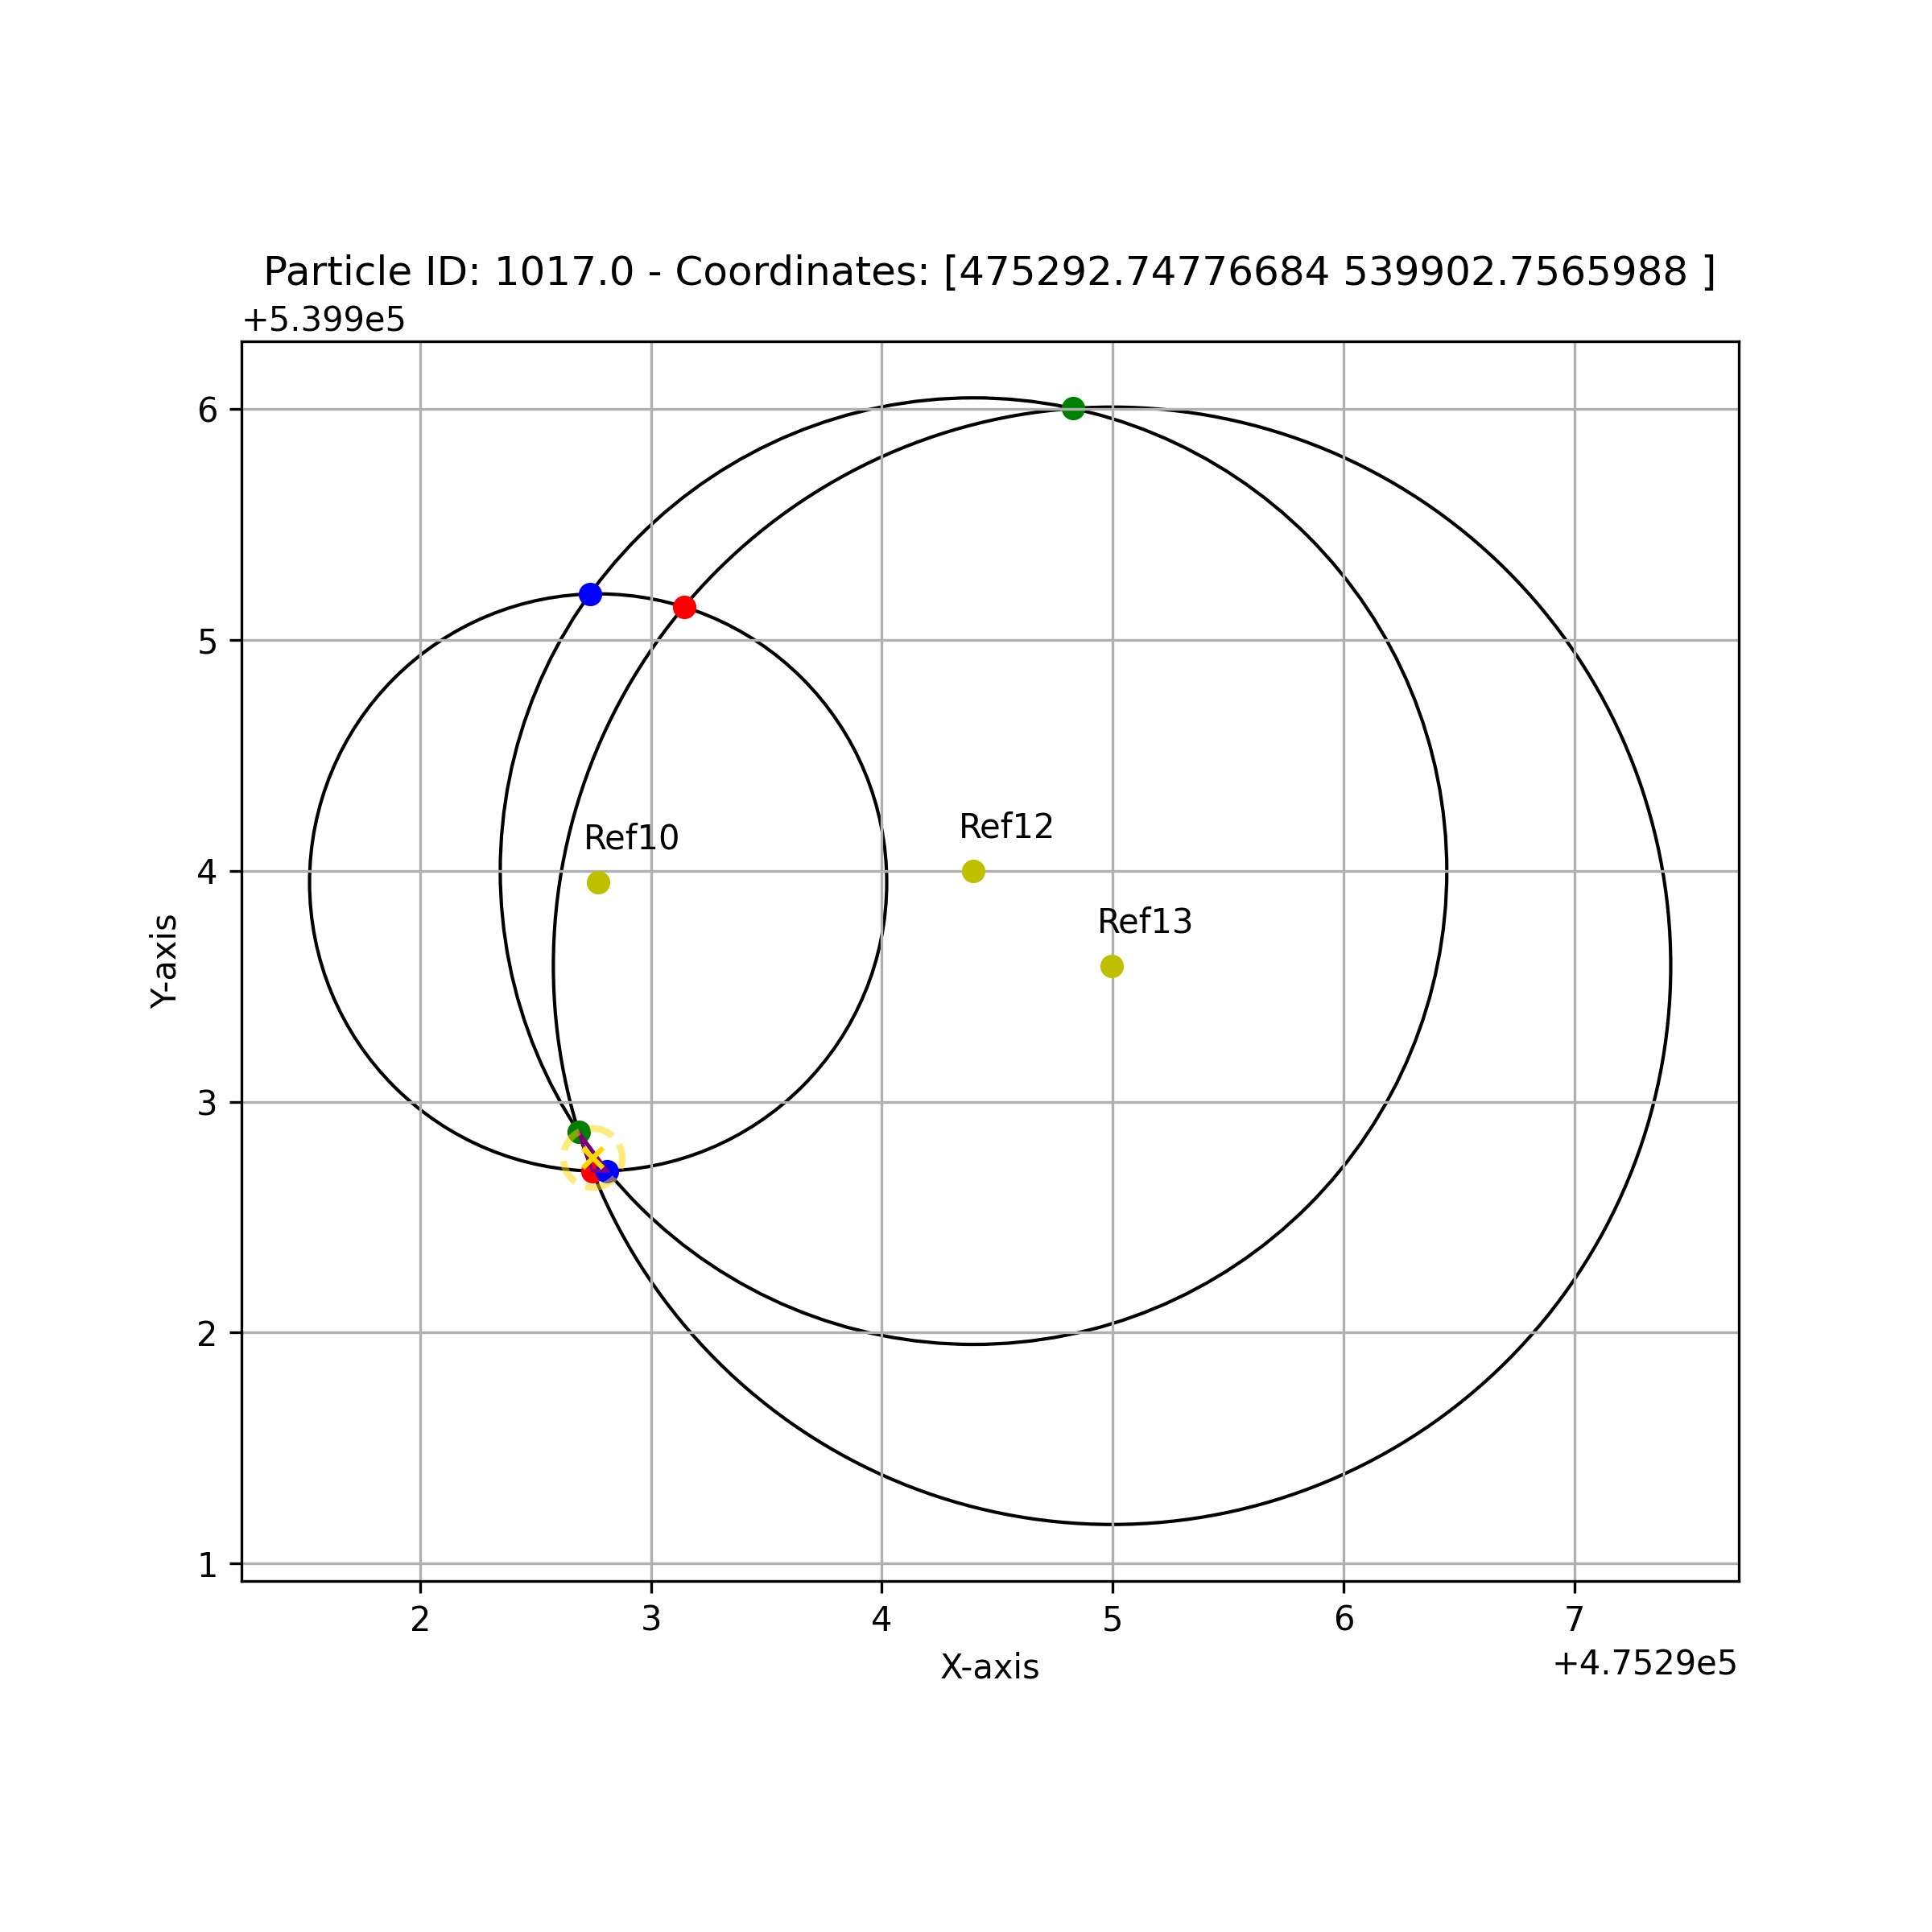 Particle ID: 1017.0 - Coordinates: [475292.74776684 539902.7565988 ]
+5.399e5
6
5
Ref10
Ref12
4
Ref13
Y-axis
3
2
1
2 3 4 5 6 7
X-axis
+4.7529e5